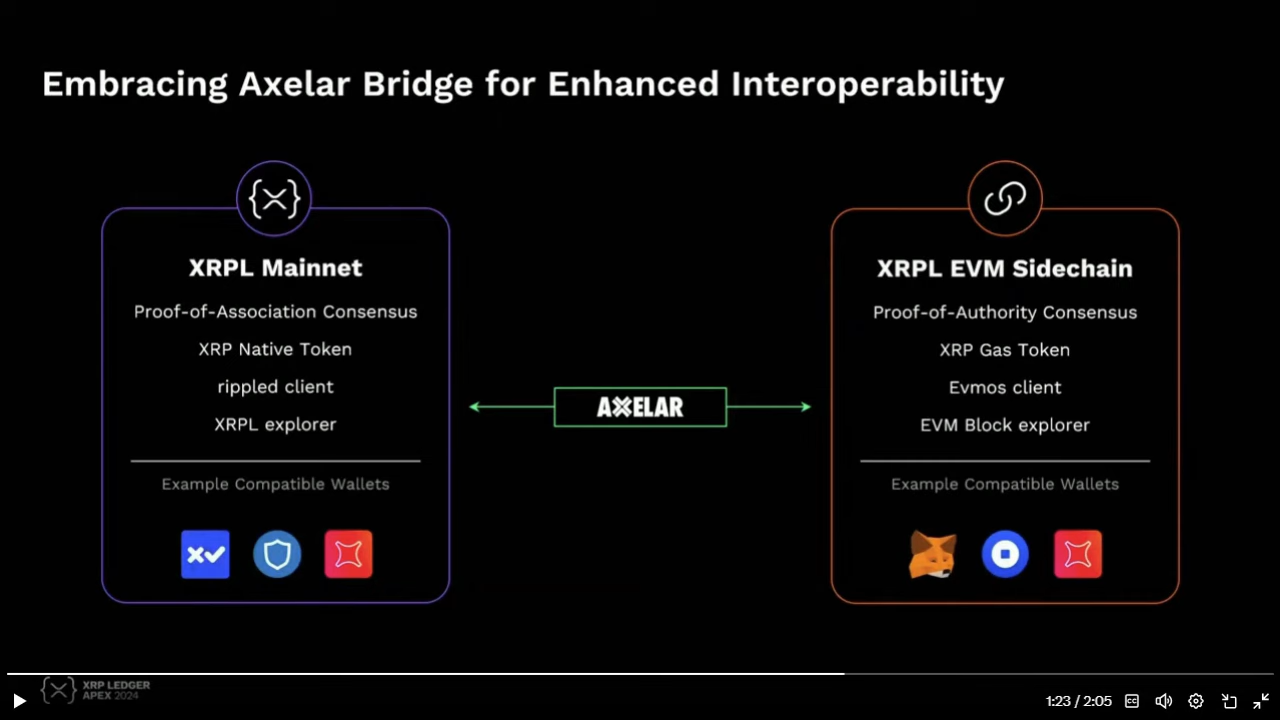 Embracing Axelar Bridge for Enhanced Interoperability
XRPL Mainnet
Proof-of-Association Consensus
XRP Native Token
rippled client
XRPL explorer
Example Compatible Wallets
AXELAR
XRPL EVM Sidechain
Proof-of-Authority Consensus
XRP Gas Token
Evmos client
EVM Block explorer
Example Compatible Wallets
XRP LEDGER
APEX 2024
1:23 / 2:05
CC